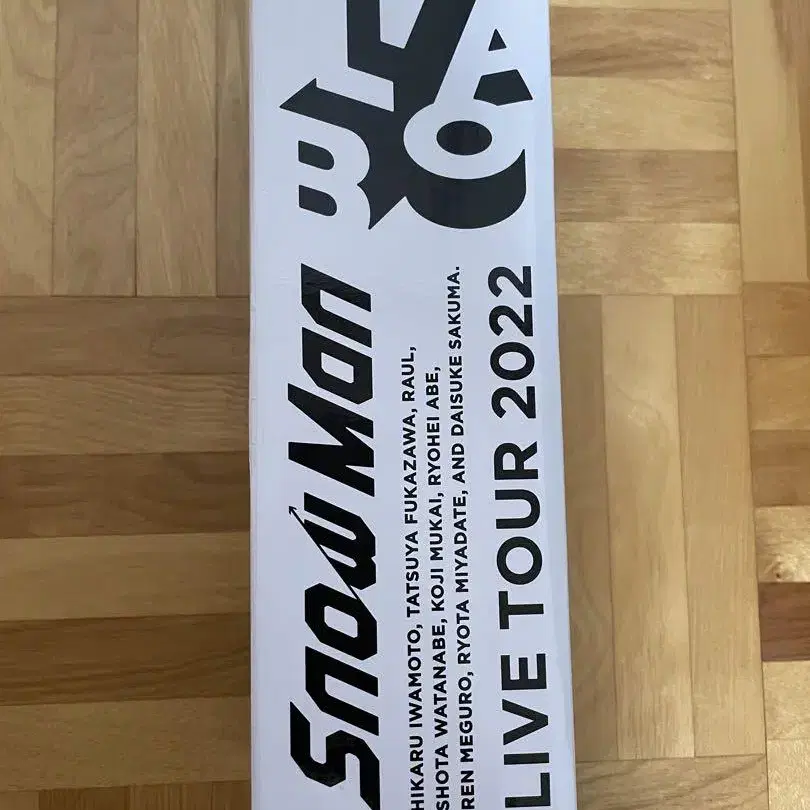 Snow Man
HIKARU IWAMOTO, TATSUYA FUKAZAWA, RAUL,
SHOTA WATANABE, KOJI MUKAI, RYOHEI ABE,
REN MEGURO, RYOTA MIYADATE, AND DAISUKE SAKUMA.
LIVE TOUR 2022
LABO